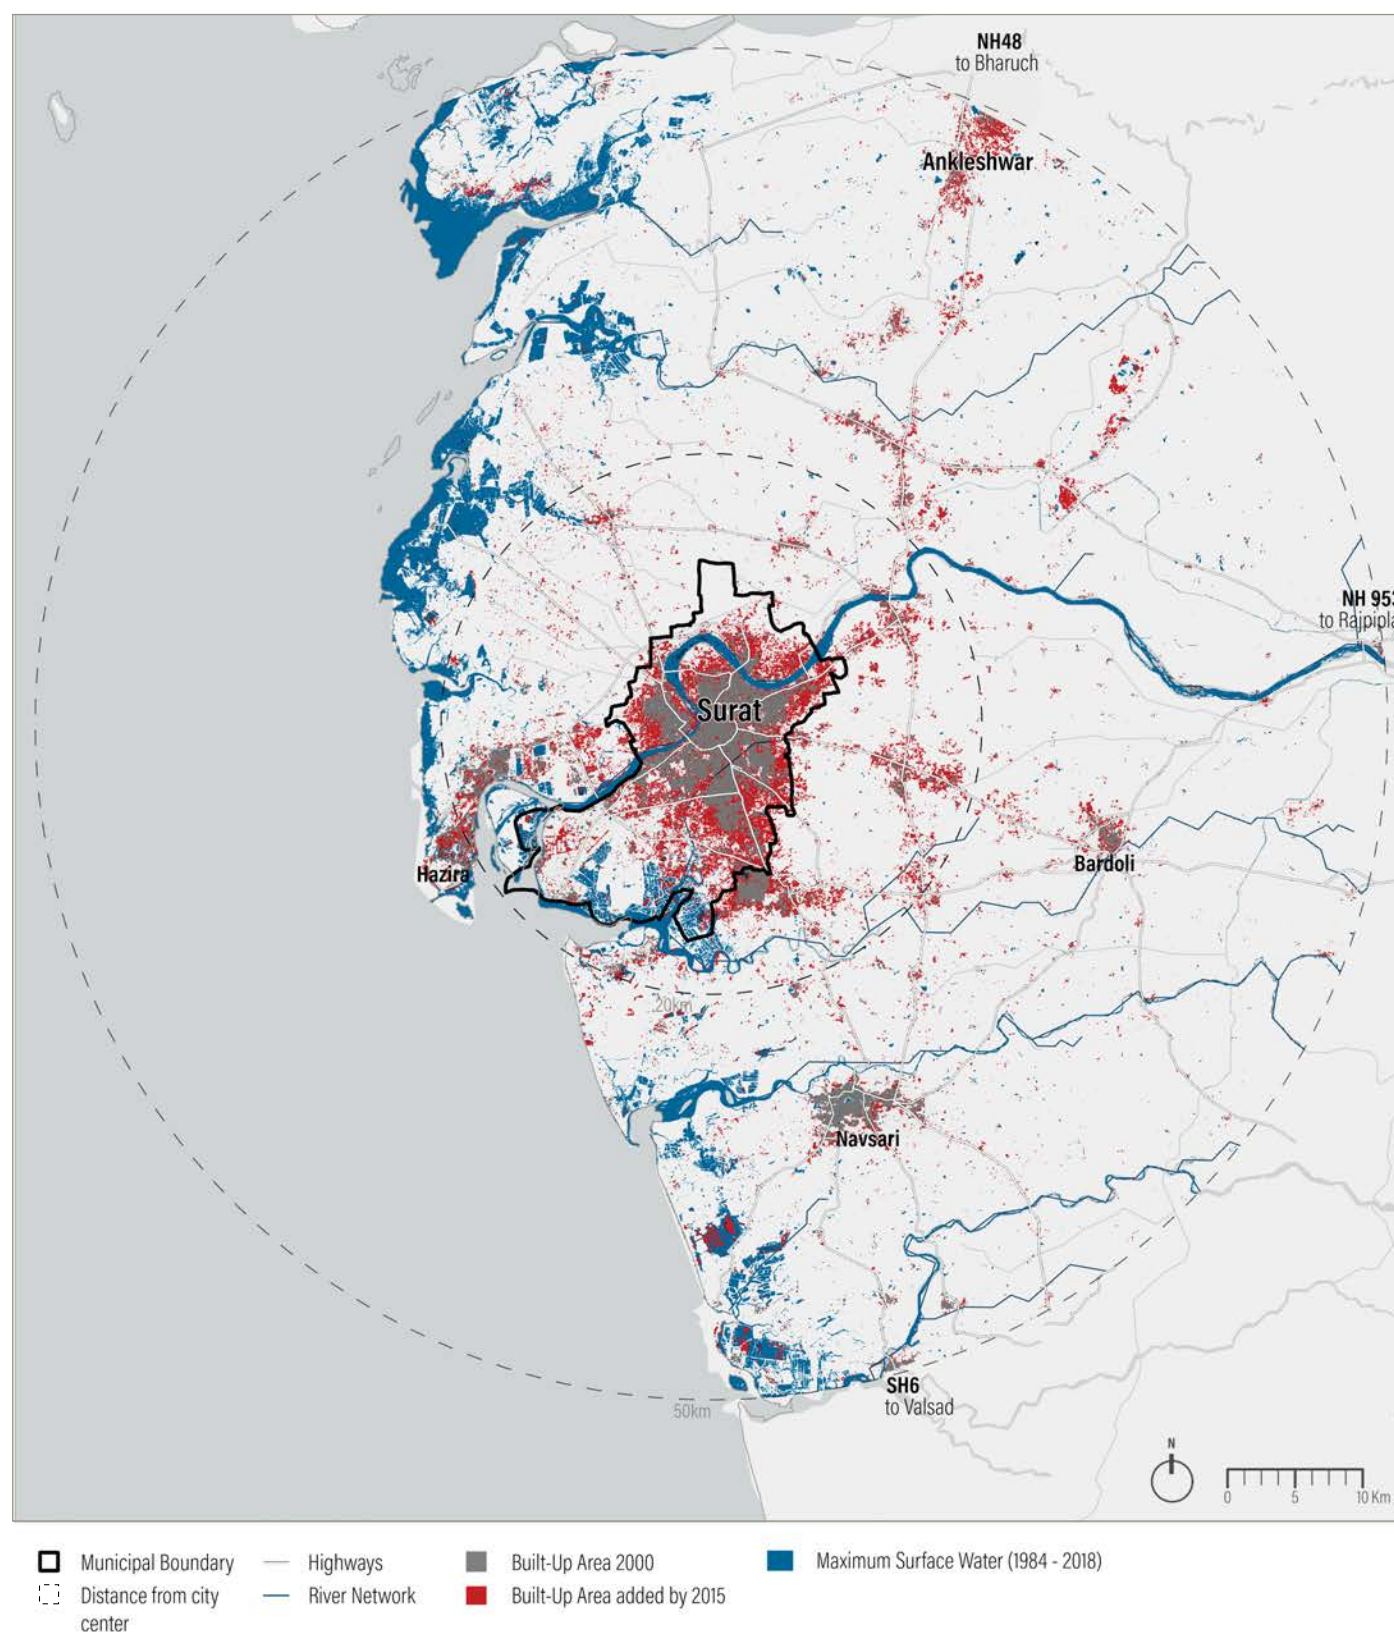 NH48
to Bharuch
Ankleshwar
NH 953
to Rajpipla
Surat
Hazira
Bardoli
20km
Navsari
SH6
to Valsad
50km
N
0 5 10 Km
Municipal Boundary
Highways
Built-Up Area 2000
Maximum Surface Water (1984 - 2018)
Distance from city
center
River Network
Built-Up Area added by 2015